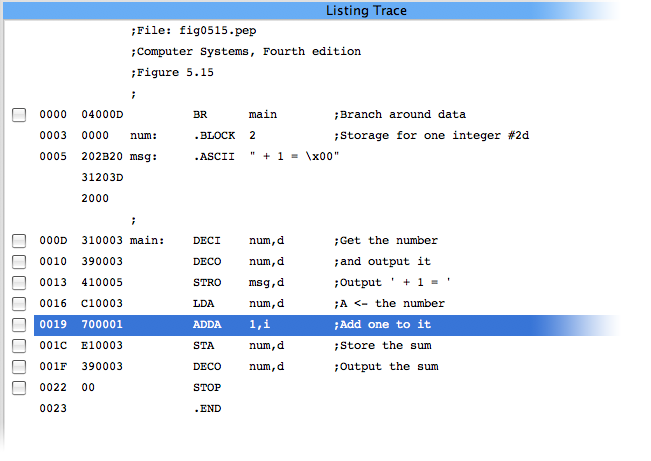 Listing Trace
;File: fig0515.pep
;Computer Systems, Fourth edition
;Figure 5.15
;
0000 04000D BR main ;Branch around data
0003 0000 num: .BLOCK 2 ;Storage for one integer #2d
0005 202B20 msg: .ASCII " + 1 = \x00"
31203D
2000
;
000D 310003 main: DECI num,d ;Get the number
0010 390003 DECO num,d ;and output it
0013 410005 STRO msg,d ;Output ' + 1 = '
0016 C10003 LDA num,d ;A <- the number
0019 700001 ADDA 1,i ;Add one to it
001C E10003 STA num,d ;Store the sum
001F 390003 DECO num,d ;Output the sum
0022 00 STOP
0023 .END